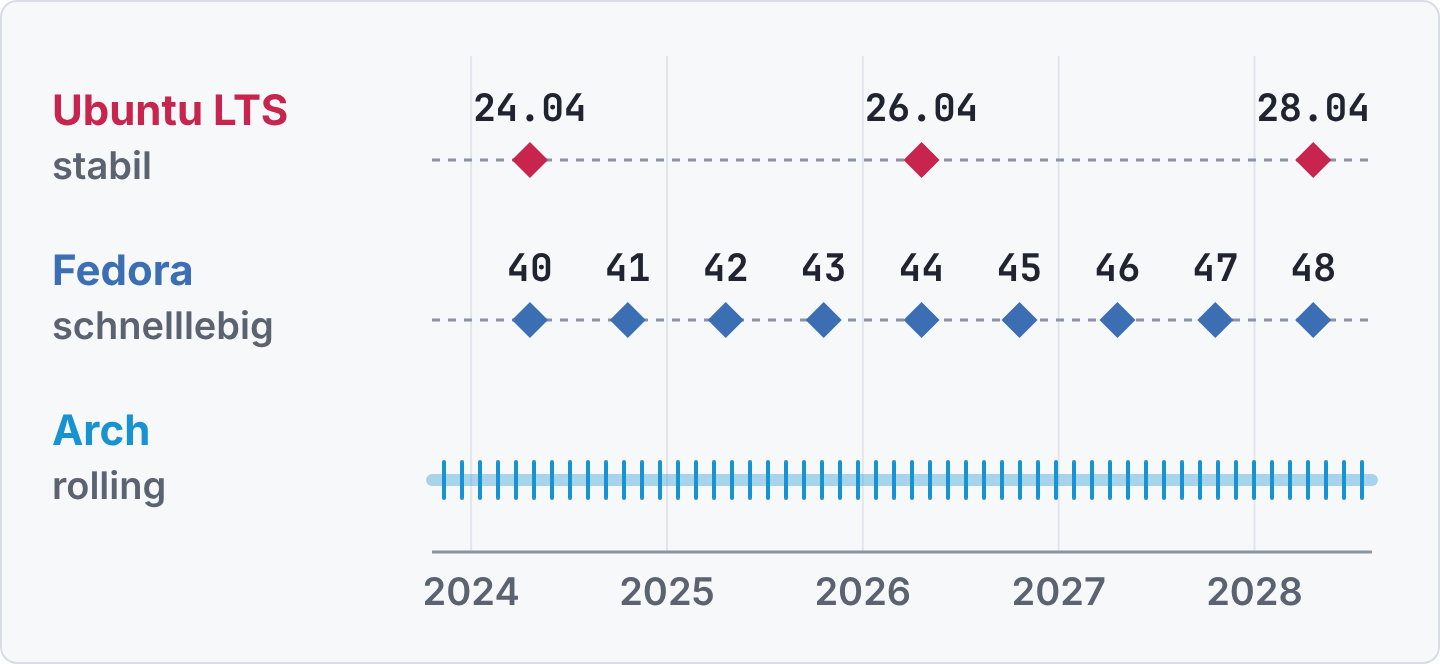 Ubuntu LTS
24.04 26.04 28.04
stabil
Fedora
40 41 42 43 44 45 46 47 48
schnelllebig
Arch
rolling
2024 2025 2026 2027 2028